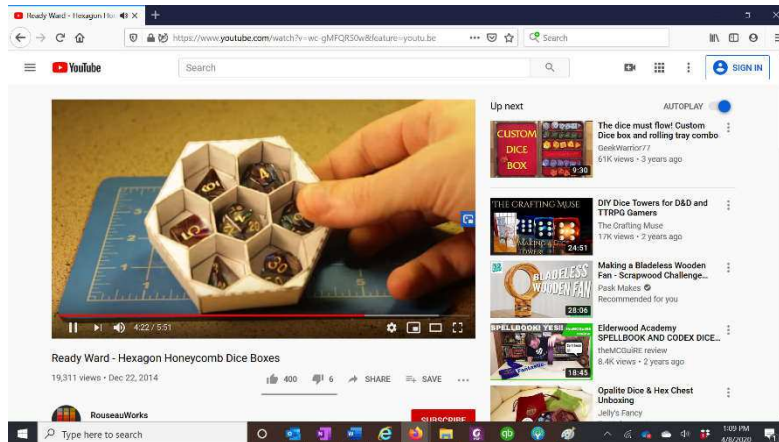 Ready Ward - Hexagon Hon
https://www.youtube.com/watch?v=wc-gMFQRS0w&feature=youtu.be
Search
YouTube
Search
SIGN IN
4:22 / 5:51
Ready Ward - Hexagon Honeycomb Dice Boxes
19,311 views • Dec 22, 2014
400
6
SHARE
SAVE
RouseauWorks
SUBSCRIBE
Up next
AUTOPLAY
CUSTOM
DICE
BOX
9:30
The dice must flow! Custom
Dice box and rolling tray combo
GeekWarrior77
61K views • 3 years ago
THE CRAFTING MUSE
MAKING A
TOWER
24:51
DIY Dice Towers for D&D and
TTRPG Gamers
The Crafting Muse
17K views • 2 years ago
BLADELESS
WOODEN FAN
28:06
Making a Bladeless Wooden
Fan - Scrapwood Challenge...
Pask Makes
Recommended for you
SPELLBOOK! YES!!
18:45
Elderwood Academy
SPELLBOOK AND CODEX DICE...
theMCGuiRE review
8.4K views • 2 years ago
Opalite Dice & Hex Chest
Unboxing
Jelly's Fancy
Type here to search
1:09 PM
4/8/2020